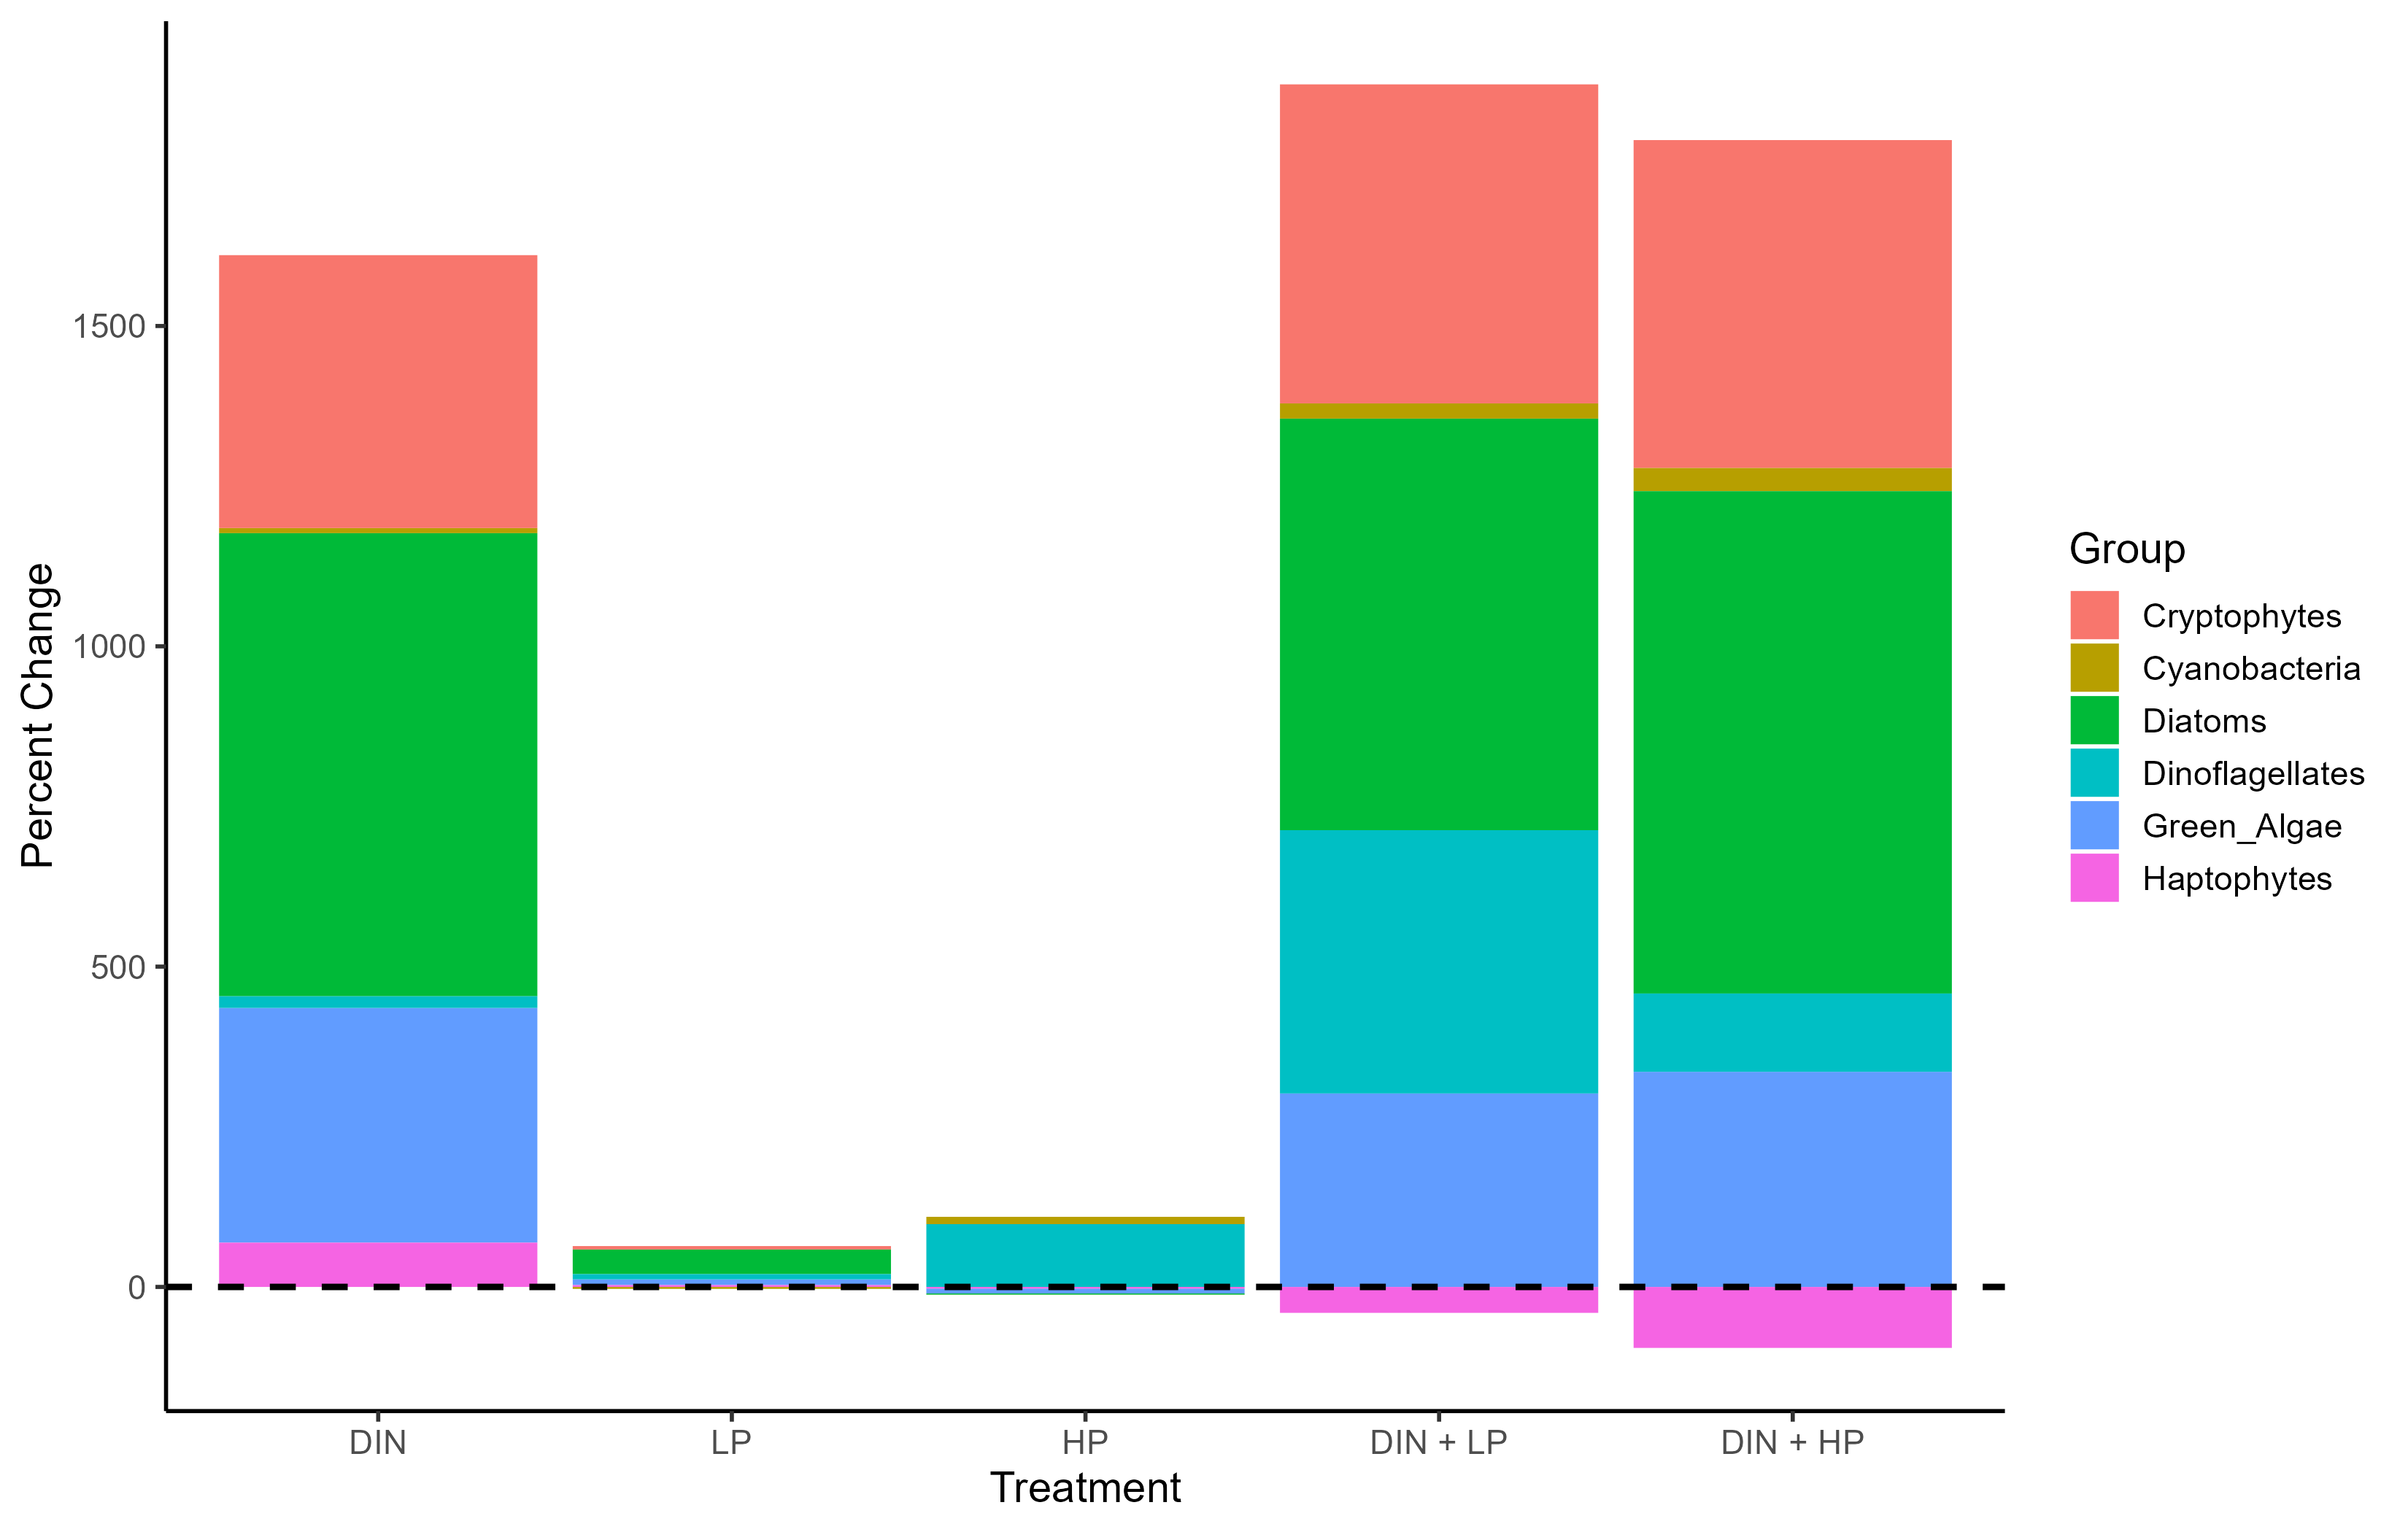 Percent Change
1500
1000
500
0
DIN
LP
HP
DIN + LP
DIN + HP
Treatment
Group
Cryptophytes
Cyanobacteria
Diatoms
Dinoflagellates
Green_Algae
Haptophytes